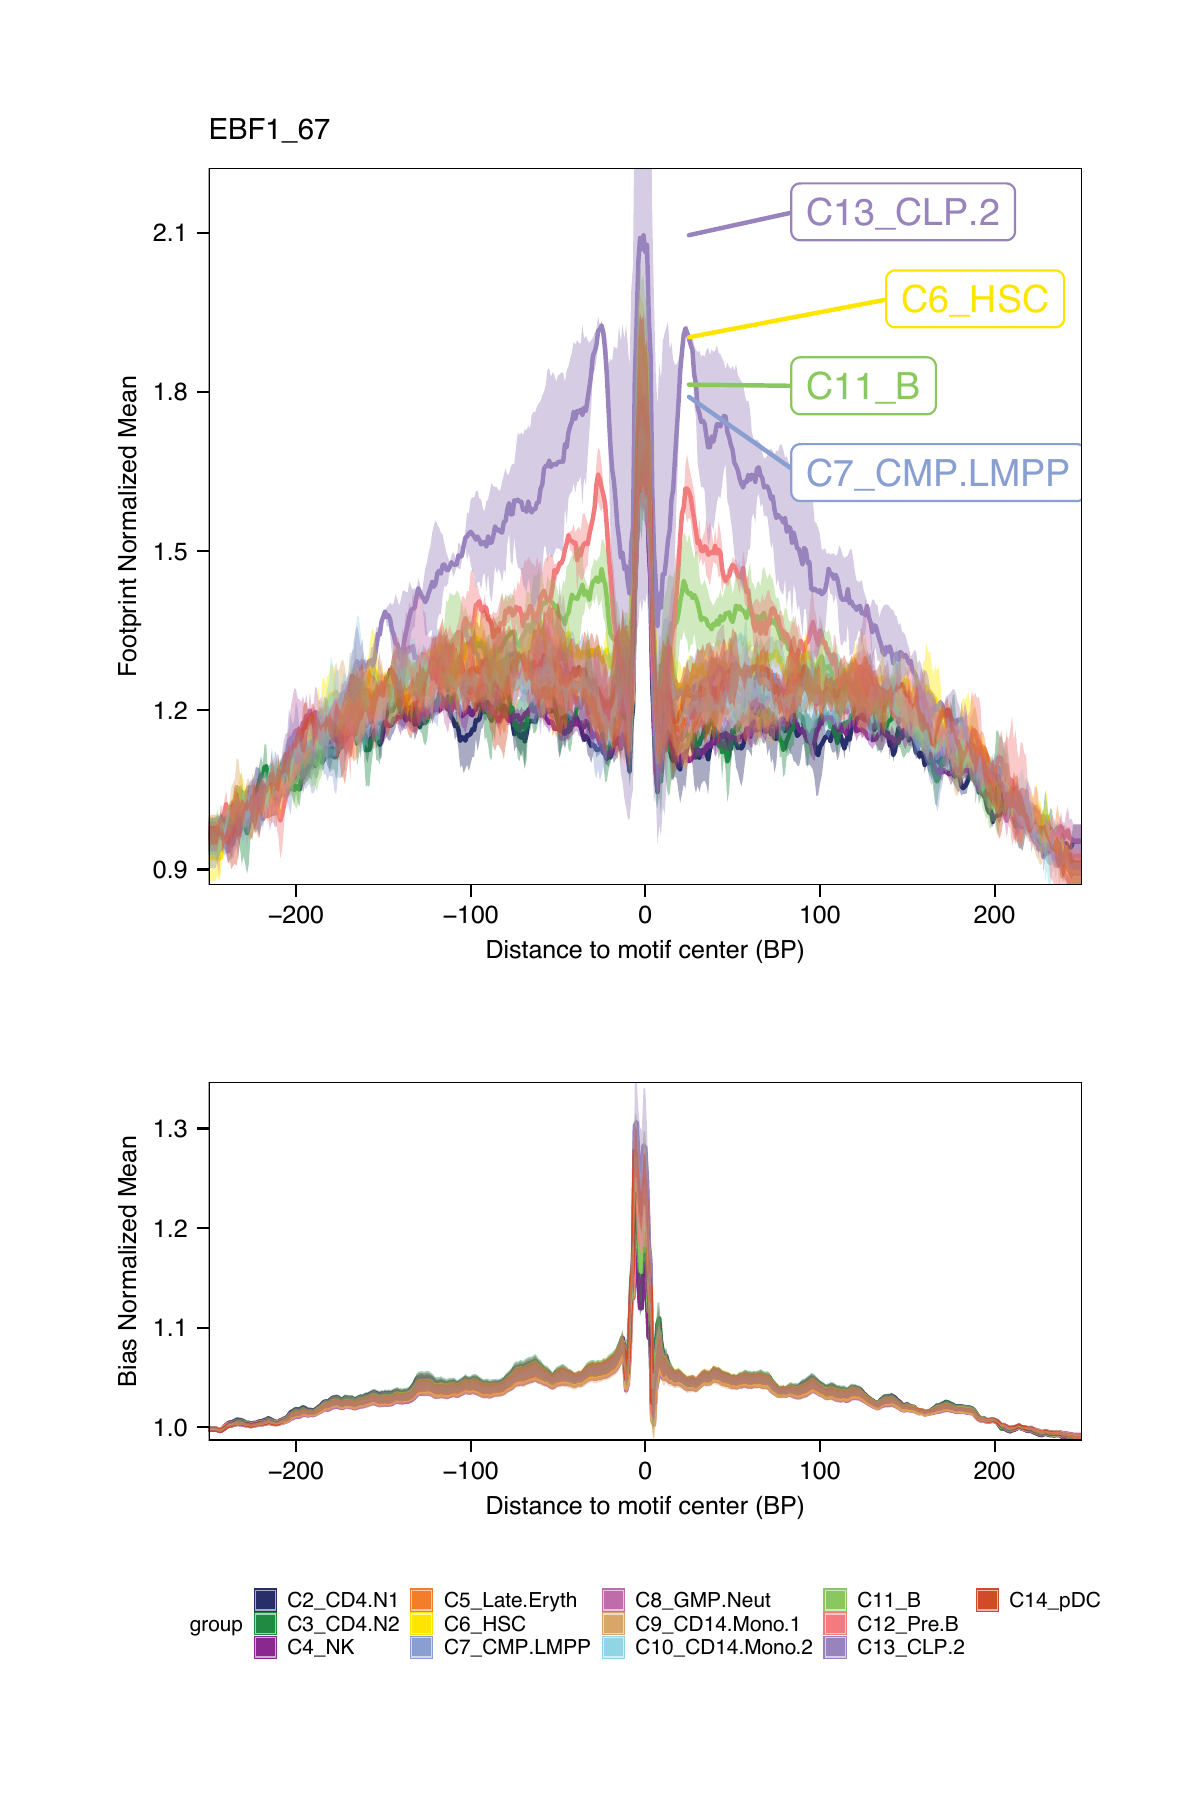 EBF1_67
Footprint Normalized Mean
2.1
1.8
1.5
1.2
0.9
C13_CLP.2
C6_HSC
C11_B
C7_CMP.LMPP
−200 −100 0 100 200
Distance to motif center (BP)
Bias Normalized Mean
1.3
1.2
1.1
1.0
−200 −100 0 100 200
Distance to motif center (BP)
group
C2_CD4.N1 C5_Late.Eryth C8_GMP.Neut C11_B C14_pDC
C3_CD4.N2 C6_HSC C9_CD14.Mono.1 C12_Pre.B
C4_NK C7_CMP.LMPP C10_CD14.Mono.2 C13_CLP.2